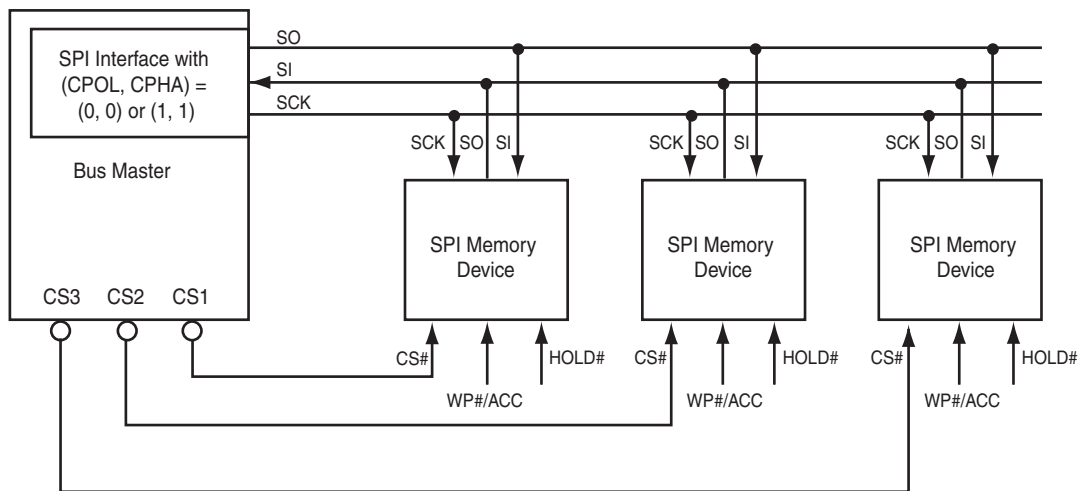 SPI Interface with
(CPOL, CPHA) =
(0, 0) or (1, 1)
Bus Master
SO
SI
SCK
SCK SO SI
SCK SO SI
SCK SO SI
SPI Memory
Device
SPI Memory
Device
SPI Memory
Device
CS3 CS2 CS1
CS#
WP#/ACC
HOLD#
CS#
WP#/ACC
HOLD#
CS#
WP#/ACC
HOLD#